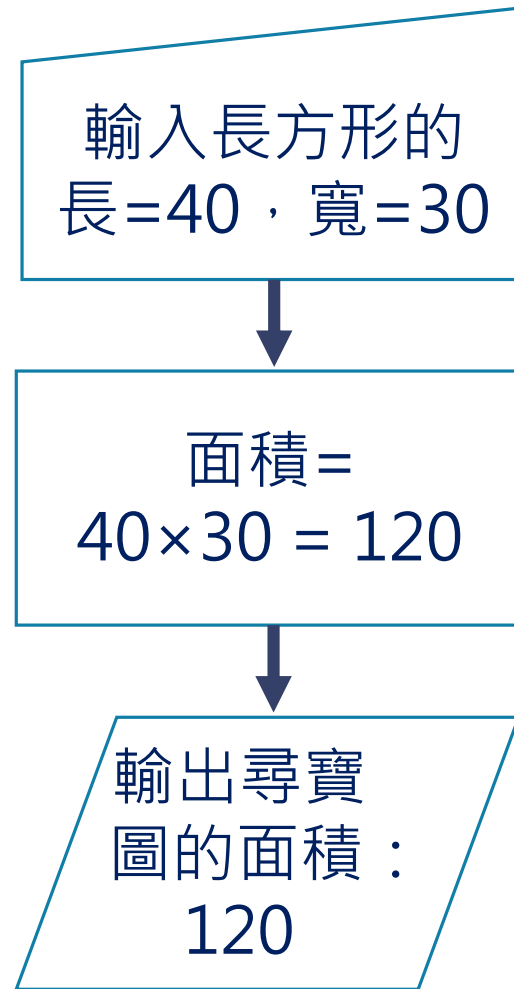 輸入長方形的
長=40，寬=30
面積=
40×30 = 120
輸出尋寶
圖的面積：
120